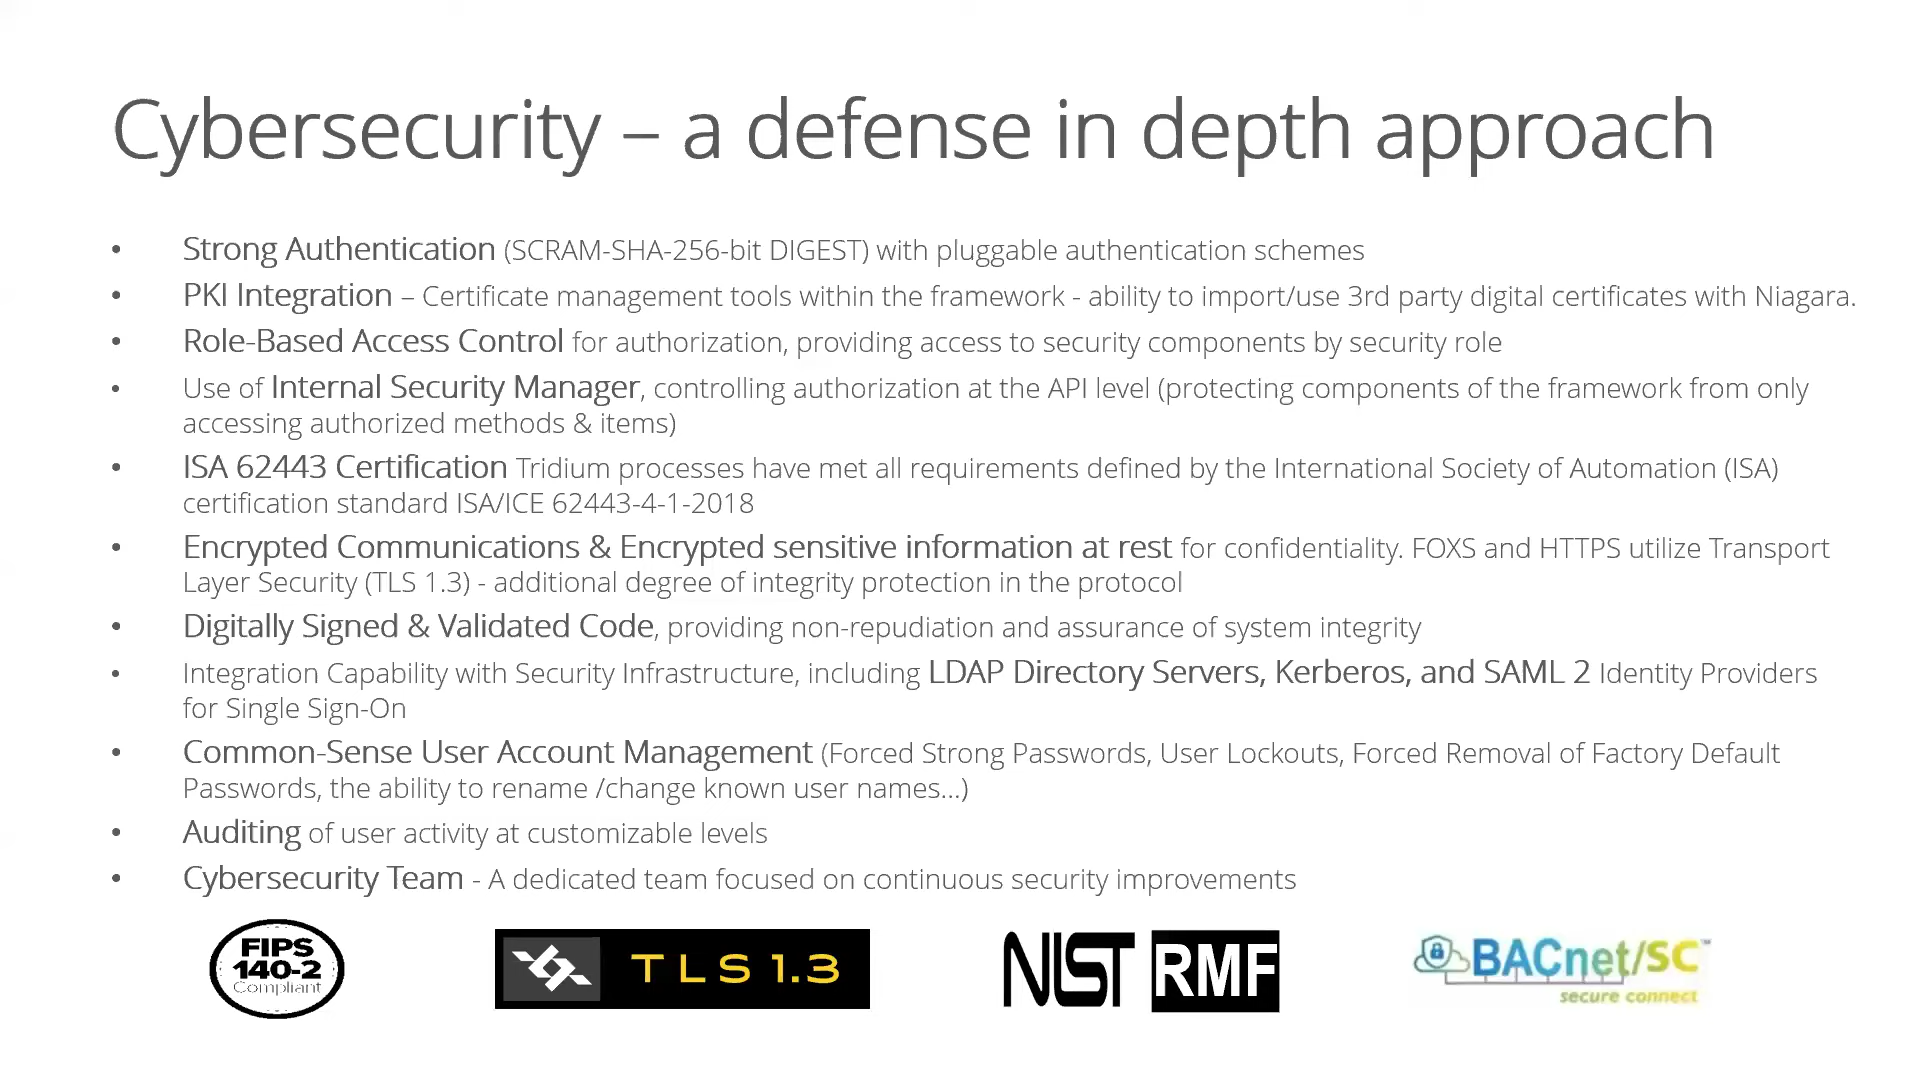 Cybersecurity – a defense in depth approach
• Strong Authentication (SCRAM-SHA-256-bit DIGEST) with pluggable authentication schemes
• PKI Integration – Certificate management tools within the framework - ability to import/use 3rd party digital certificates with Niagara.
• Role-Based Access Control for authorization, providing access to security components by security role
• Use of Internal Security Manager, controlling authorization at the API level (protecting components of the framework from only
accessing authorized methods & items)
• ISA 62443 Certification Tridium processes have met all requirements defined by the International Society of Automation (ISA)
certification standard ISA/ICE 62443-4-1-2018
• Encrypted Communications & Encrypted sensitive information at rest for confidentiality. FOXS and HTTPS utilize Transport
Layer Security (TLS 1.3) - additional degree of integrity protection in the protocol
• Digitally Signed & Validated Code, providing non-repudiation and assurance of system integrity
• Integration Capability with Security Infrastructure, including LDAP Directory Servers, Kerberos, and SAML 2 Identity Providers
for Single Sign-On
• Common-Sense User Account Management (Forced Strong Passwords, User Lockouts, Forced Removal of Factory Default
Passwords, the ability to rename /change known user names...)
• Auditing of user activity at customizable levels
• Cybersecurity Team - A dedicated team focused on continuous security improvements
FIPS
140-2
Compliant
TLS 1.3
NIST RMF
BACnet/SC™
secure connect